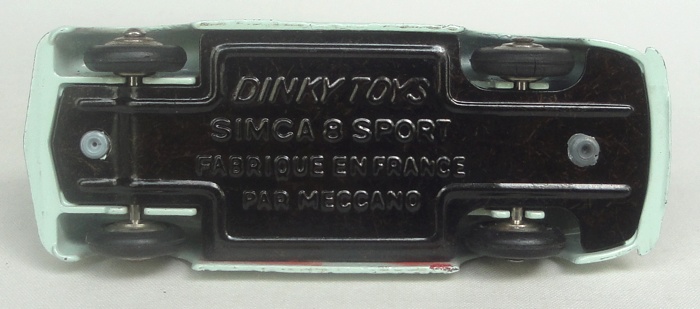 DINKY TOYS
SIMCA 8 SPORT
FABRIQUE EN FRANCE
PAR MECCANO